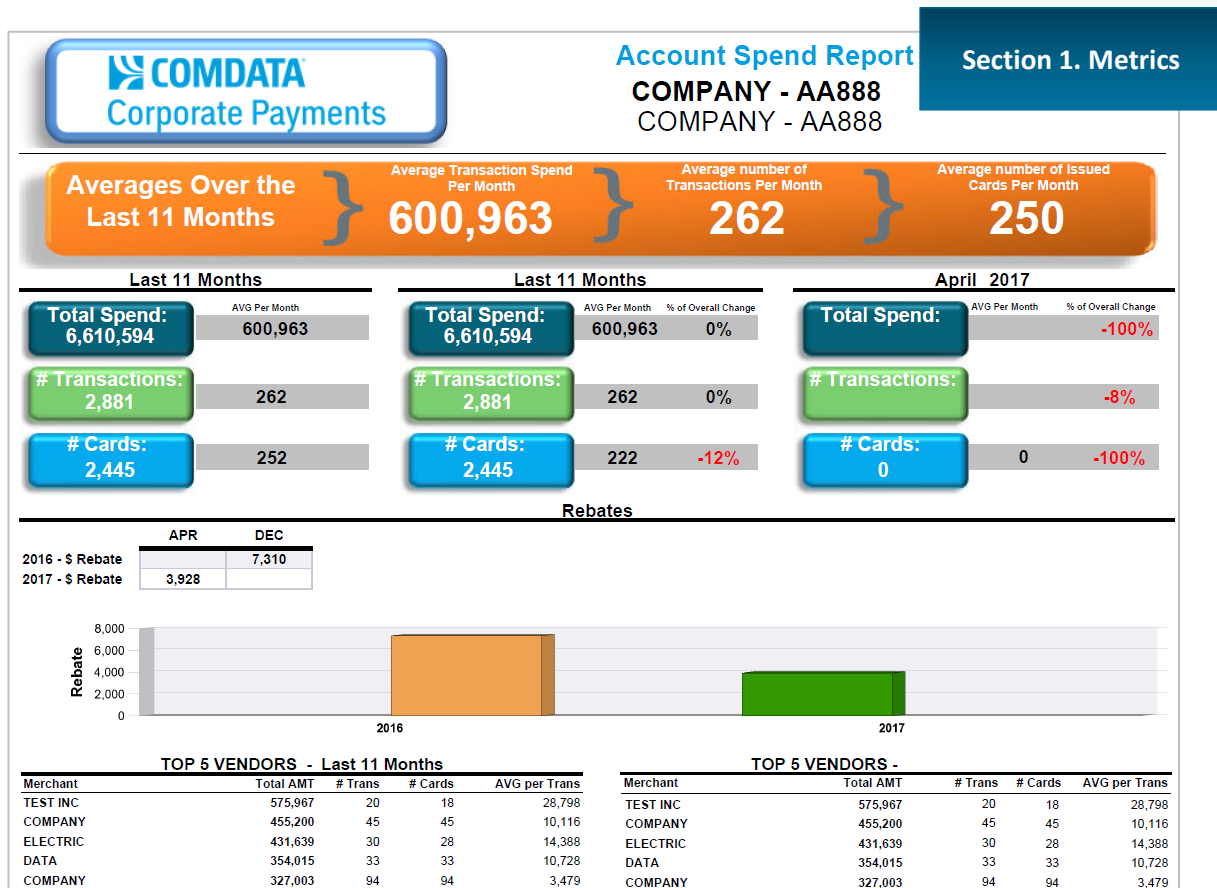 Section 1. Metrics
COMDATA
Corporate Payments
Account Spend Report
COMPANY - AA888
COMPANY - AA888
Averages Over the
Last 11 Months
Average Transaction Spend
Per Month
600,963
Average number of
Transactions Per Month
262
Average number of Issued
Cards Per Month
250
Last 11 Months
AVG Per Month
Total Spend:
6,610,594
600,963
# Transactions:
2,881
262
# Cards:
2,445
252
Last 11 Months
AVG Per Month % of Overall Change
Total Spend:
6,610,594
600,963 0%
# Transactions:
2,881
262 0%
# Cards:
2,445
222 -12%
April 2017
AVG Per Month % of Overall Change
Total Spend:
-100%
# Transactions:
-8%
# Cards:
0
0 -100%
Rebates
APR DEC
2016 - $ Rebate 7,310
2017 - $ Rebate 3,928
Rebate
8,000
6,000
4,000
2,000
0
2016 2017
TOP 5 VENDORS - Last 11 Months
Merchant Total AMT # Trans # Cards AVG per Trans
TEST INC 575,967 20 18 28,798
COMPANY 455,200 45 45 10,116
ELECTRIC 431,639 30 28 14,388
DATA 354,015 33 33 10,728
COMPANY 327,003 94 94 3,479
TOP 5 VENDORS -
Merchant Total AMT # Trans # Cards AVG per Trans
TEST INC 575,967 20 18 28,798
COMPANY 455,200 45 45 10,116
ELECTRIC 431,639 30 28 14,388
DATA 354,015 33 33 10,728
COMPANY 327,003 94 94 3,479